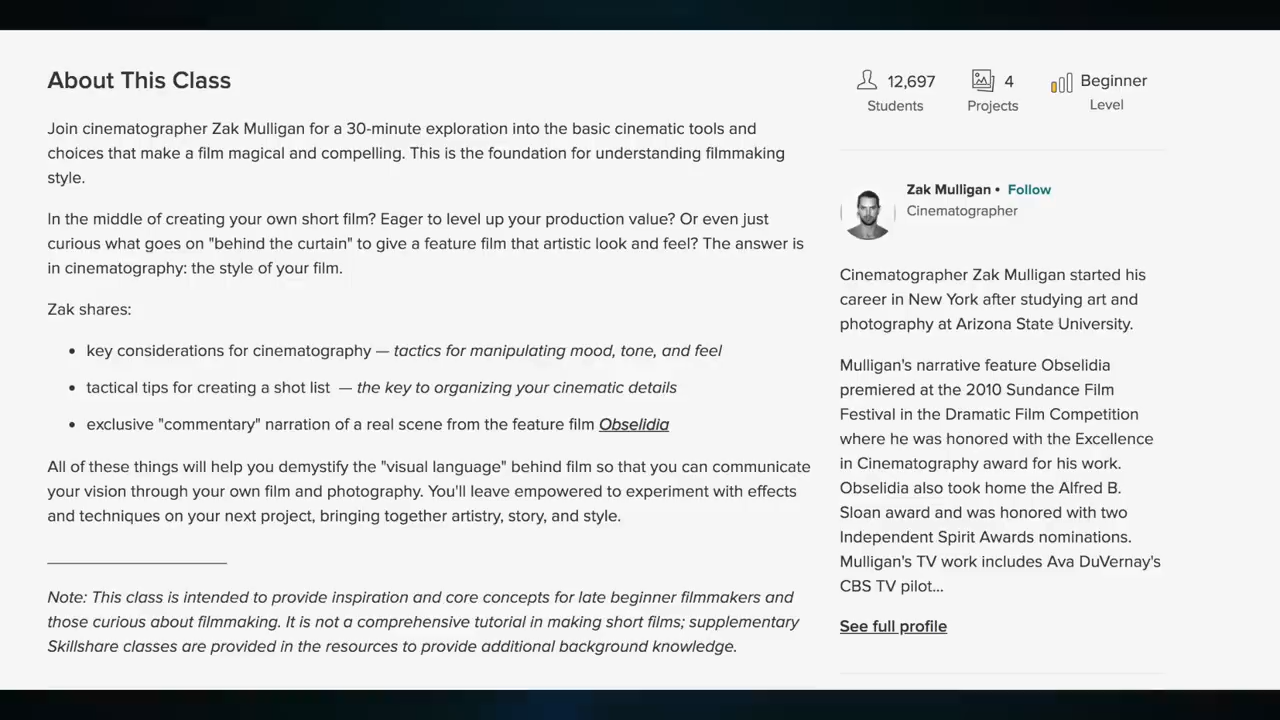 About This Class
Join cinematographer Zak Mulligan for a 30-minute exploration into the basic cinematic tools and
choices that make a film magical and compelling. This is the foundation for understanding filmmaking
style.
In the middle of creating your own short film? Eager to level up your production value? Or even just
curious what goes on "behind the curtain" to give a feature film that artistic look and feel? The answer is
in cinematography: the style of your film.
Zak shares:
• key considerations for cinematography — tactics for manipulating mood, tone, and feel
• tactical tips for creating a shot list — the key to organizing your cinematic details
• exclusive "commentary" narration of a real scene from the feature film Obselidia
All of these things will help you demystify the "visual language" behind film so that you can communicate
your vision through your own film and photography. You'll leave empowered to experiment with effects
and techniques on your next project, bringing together artistry, story, and style.
Note: This class is intended to provide inspiration and core concepts for late beginner filmmakers and
those curious about filmmaking. It is not a comprehensive tutorial in making short films; supplementary
Skillshare classes are provided in the resources to provide additional background knowledge.
12,697 4 Beginner
Students Projects Level
Zak Mulligan • Follow
Cinematographer
Cinematographer Zak Mulligan started his
career in New York after studying art and
photography at Arizona State University.
Mulligan's narrative feature Obselidia
premiered at the 2010 Sundance Film
Festival in the Dramatic Film Competition
where he was honored with the Excellence
in Cinematography award for his work.
Obselidia also took home the Alfred B.
Sloan award and was honored with two
Independent Spirit Awards nominations.
Mulligan's TV work includes Ava DuVernay's
CBS TV pilot...
See full profile